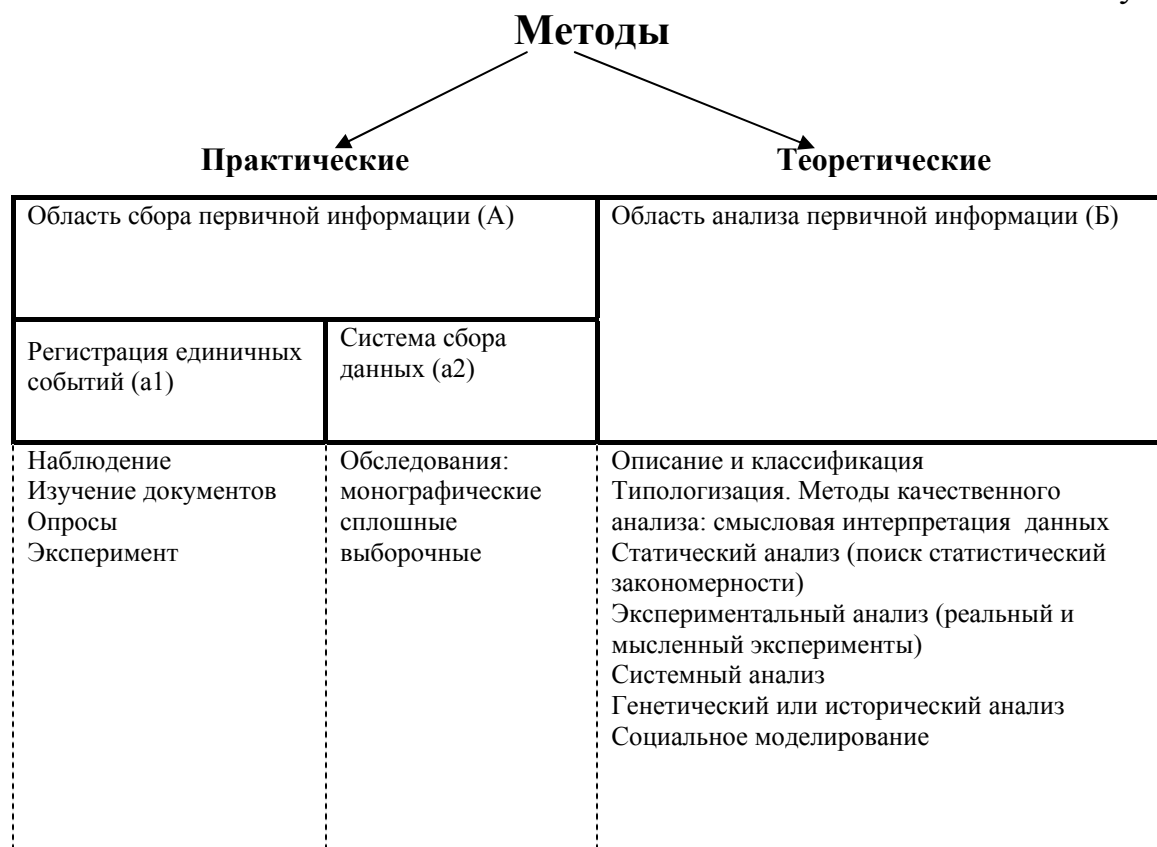 Методы
Практические
Теоретические
Область сбора первичной информации (А)
Область анализа первичной информации (Б)
Регистрация единичных
событий (а1)
Система сбора
данных (а2)
Наблюдение
Изучение документов
Опросы
Эксперимент
Обследования:
монографические
сплошные
выборочные
Описание и классификация
Типологизация. Методы качественного
анализа: смысловая интерпретация данных
Статический анализ (поиск статистический
закономерности)
Экспериментальный анализ (реальный и
мысленный эксперименты)
Системный анализ
Генетический или исторический анализ
Социальное моделирование